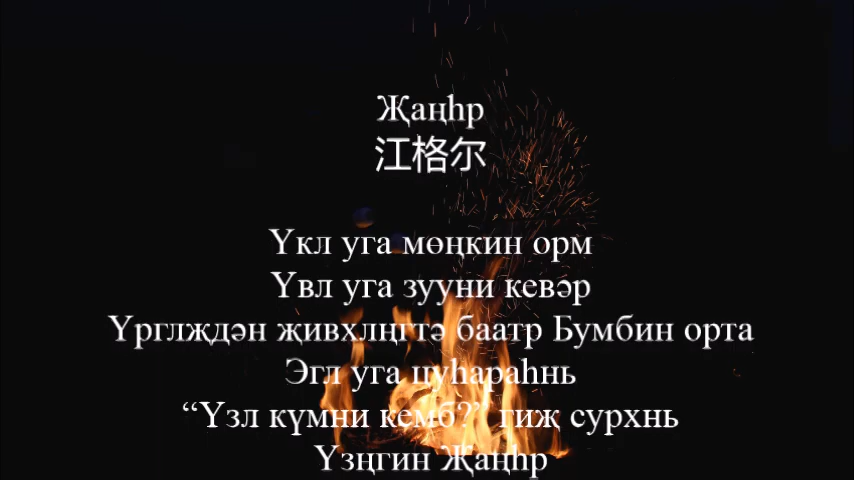 Җаңһр
江格尔
Үкл уга мөңкин орм
Үвл уга зууни кевәр
Үрглҗдән җивхлңгтә баатр Бумбин орта
Эгл уга цуһараһнь
“Үзл күмни кемб?” гиҗ сурхнь
Үзңгин Җаңһр